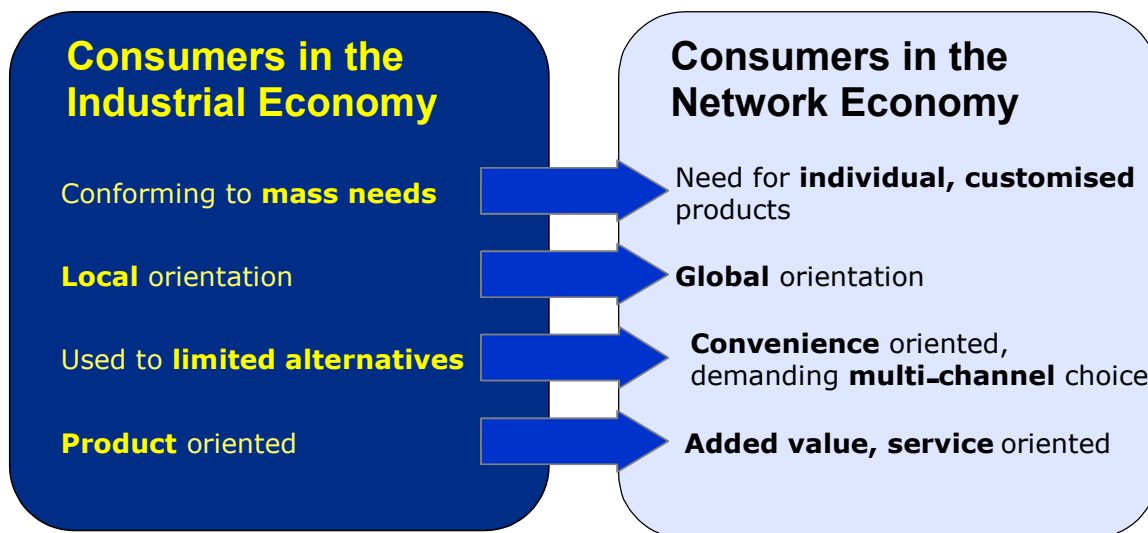 Consumers in the
Industrial Economy
Conforming to mass needs
Local orientation
Used to limited alternatives
Product oriented
Consumers in the
Network Economy
Need for individual, customised
products
Global orientation
Convenience oriented,
demanding multi-channel choice
Added value, service oriented